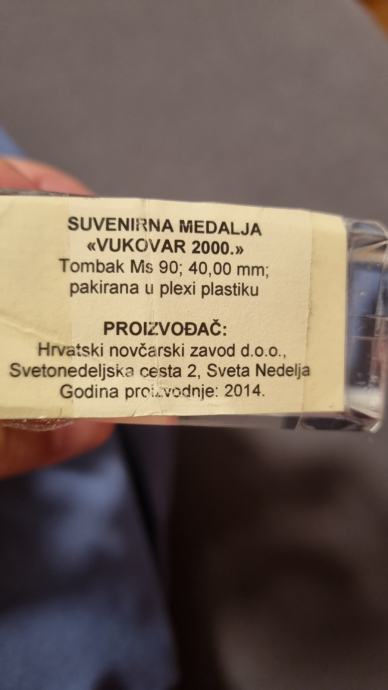 SUVENIRNA MEDALJA
«VUKOVAR 2000.»
Tombak Ms 90; 40,00 mm;
pakirana u plexi plastiku
PROIZVOĐAČ:
Hrvatski novčarski zavod d.o.o.,
Svetonedeljska cesta 2, Sveta Nedelja
Godina proizvodnje: 2014.